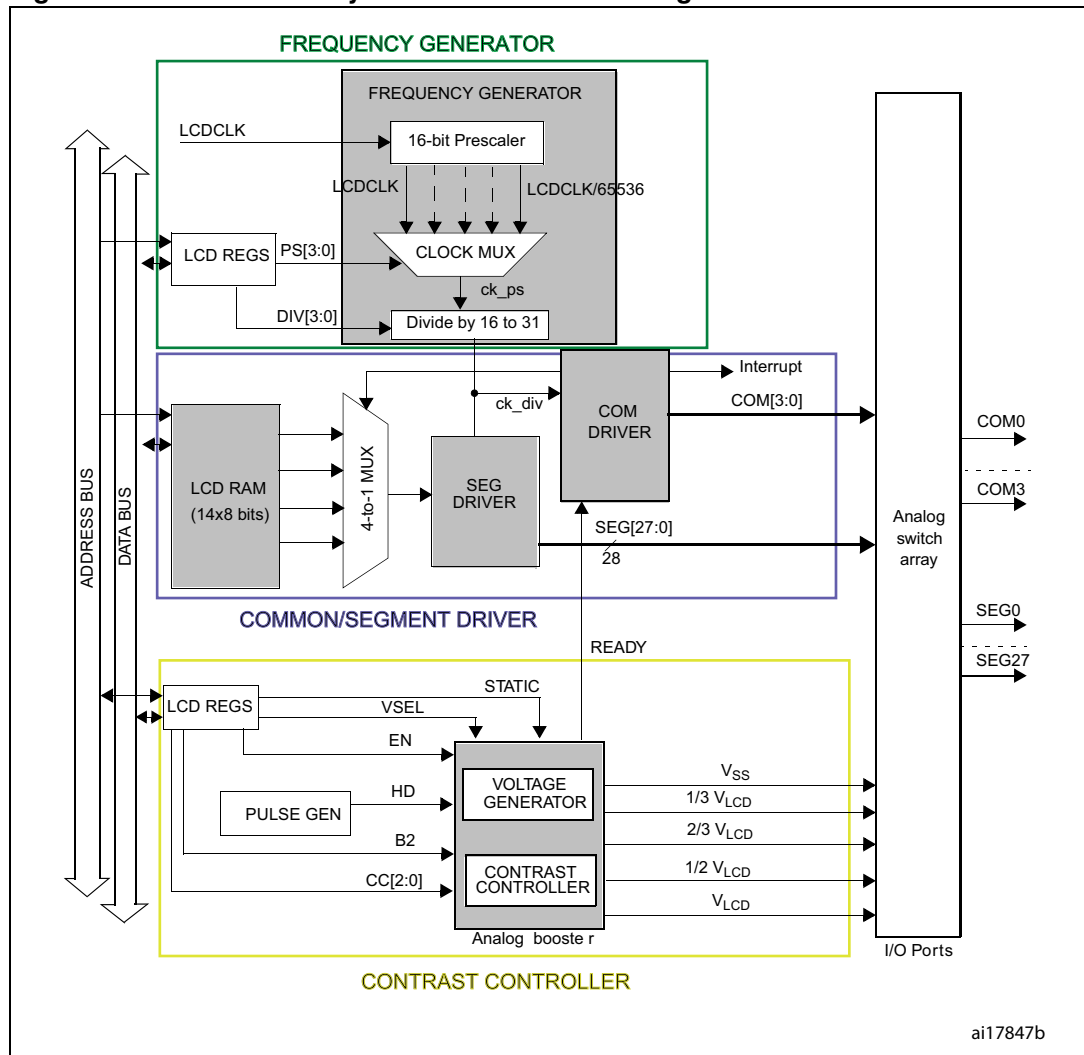 FREQUENCY GENERATOR
FREQUENCY GENERATOR
LCDCLK
16-bit Prescaler
LCDCLK
LCDCLK/65536
LCD REGS
PS[3:0]
CLOCK MUX
ck_ps
DIV[3:0]
Divide by 16 to 31
Interrupt
ck_div
COM DRIVER
COM[3:0]
COM0
COM3
ADDRESS BUS
DATA BUS
LCD RAM
(14x8 bits)
4-to-1 MUX
SEG
DRIVER
SEG[27:0]
28
Analog
switch
array
COMMON/SEGMENT DRIVER
SEG0
SEG27
READY
LCD REGS
STATIC
VSEL
EN
PULSE GEN
HD
B2
CC[2:0]
VOLTAGE
GENERATOR
CONTRAST
CONTROLLER
Analog booste r
VSS
1/3 VLCD
2/3 VLCD
1/2 VLCD
VLCD
I/O Ports
CONTRAST CONTROLLER
ai17847b